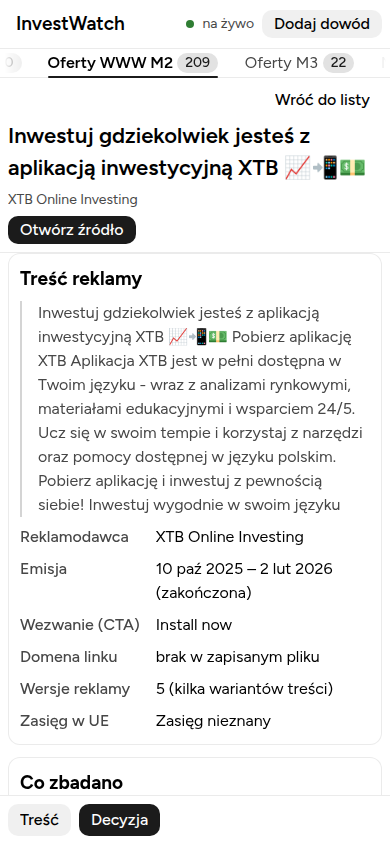 InvestWatch
na żywo
Dodaj dowód
Oferty WWW M2 209
Oferty M3 22
Wróć do listy
Inwestuj gdziekolwiek jesteś z
aplikacją inwestycyjną XTB 📈📲💵
XTB Online Investing
Otwórz źródło
Treść reklamy
Inwestuj gdziekolwiek jesteś z aplikacją
inwestycyjną XTB 📈📲💵 Pobierz aplikację
XTB Aplikacja XTB jest w pełni dostępna w
Twoim języku - wraz z analizami rynkowymi,
materiałami edukacyjnymi i wsparciem 24/5.
Ucz się w swoim tempie i korzystaj z narzędzi
oraz pomocy dostępnej w języku polskim.
Pobierz aplikację i inwestuj z pewnością
siebie! Inwestuj wygodnie w swoim języku
Reklamodawca XTB Online Investing
Emisja 10 paź 2025 – 2 lut 2026
(zakończona)
Wezwanie (CTA) Install now
Domena linku brak w zapisanym pliku
Wersje reklamy 5 (kilka wariantów treści)
Zasięg w UE Zasięg nieznany
Co zbadano
Treść
Decyzja